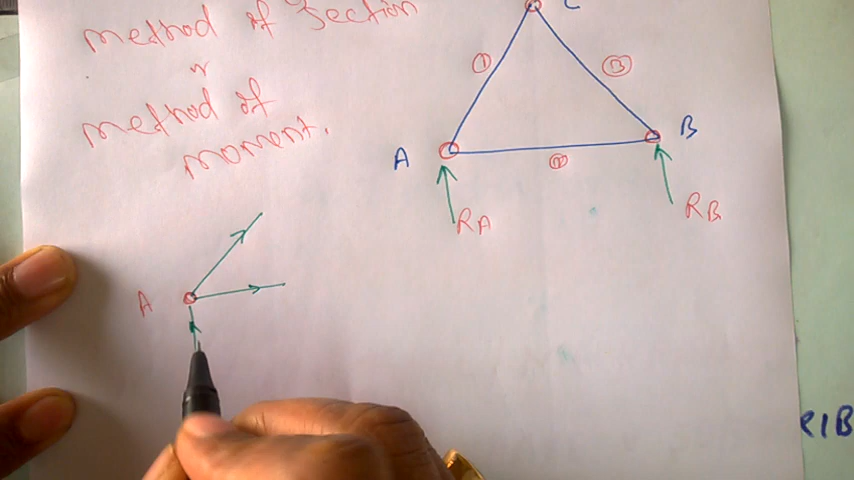 method of Section
or
method of
moment.
C
1
3
A
B
2
RA
RB
A